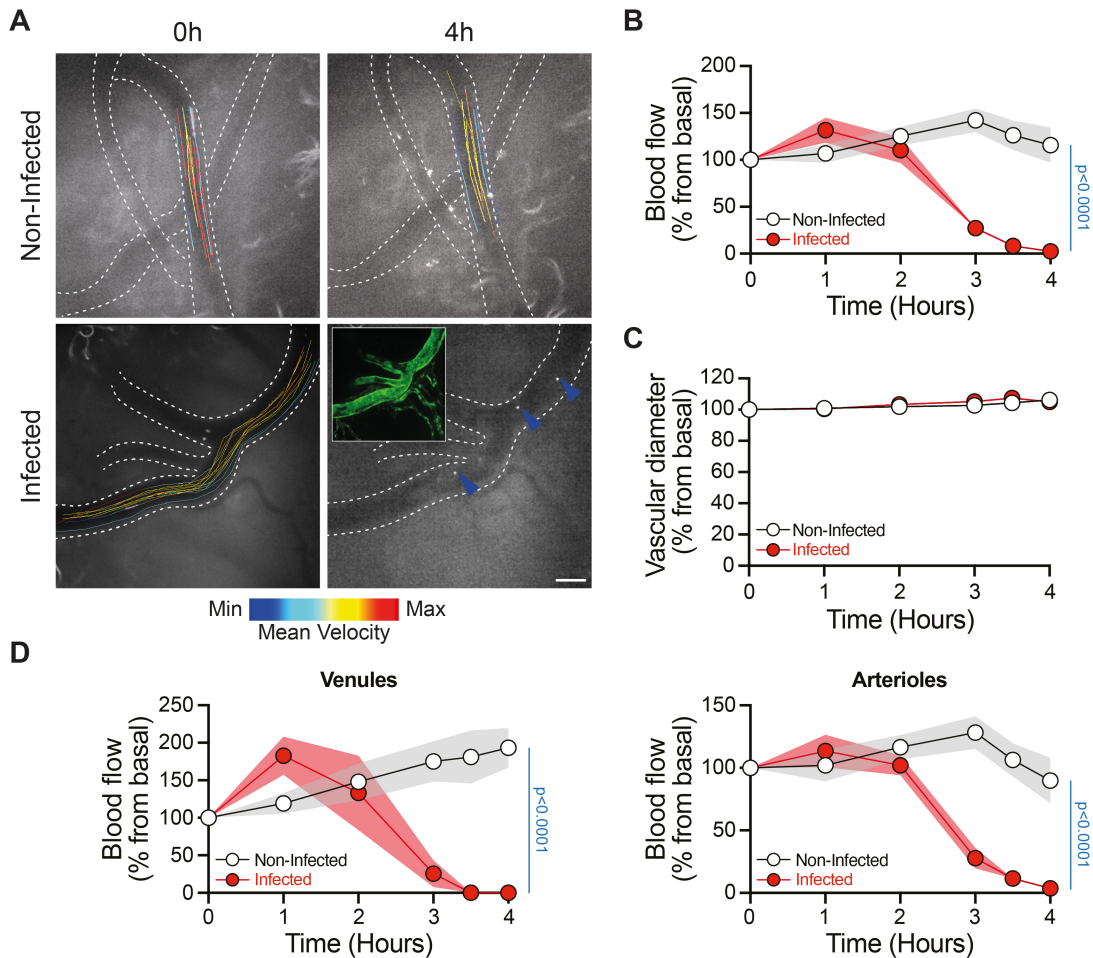 A
0h
4h
Non-Infected
Infected
Min
Max
Mean Velocity
B
200
150
100
50
0
Blood flow
(% from basal)
Non-Infected
Infected
p<0.0001
0
1
2
3
4
Time (Hours)
C
120
100
80
60
40
20
0
Vascular diameter
(% from basal)
Non-Infected
Infected
0
1
2
3
4
Time (Hours)
D
Venules
250
200
150
100
50
0
Blood flow
(% from basal)
Non-Infected
Infected
p<0.0001
0
1
2
3
4
Time (Hours)
Arterioles
150
100
50
0
Blood flow
(% from basal)
Non-Infected
Infected
p<0.0001
0
1
2
3
4
Time (Hours)